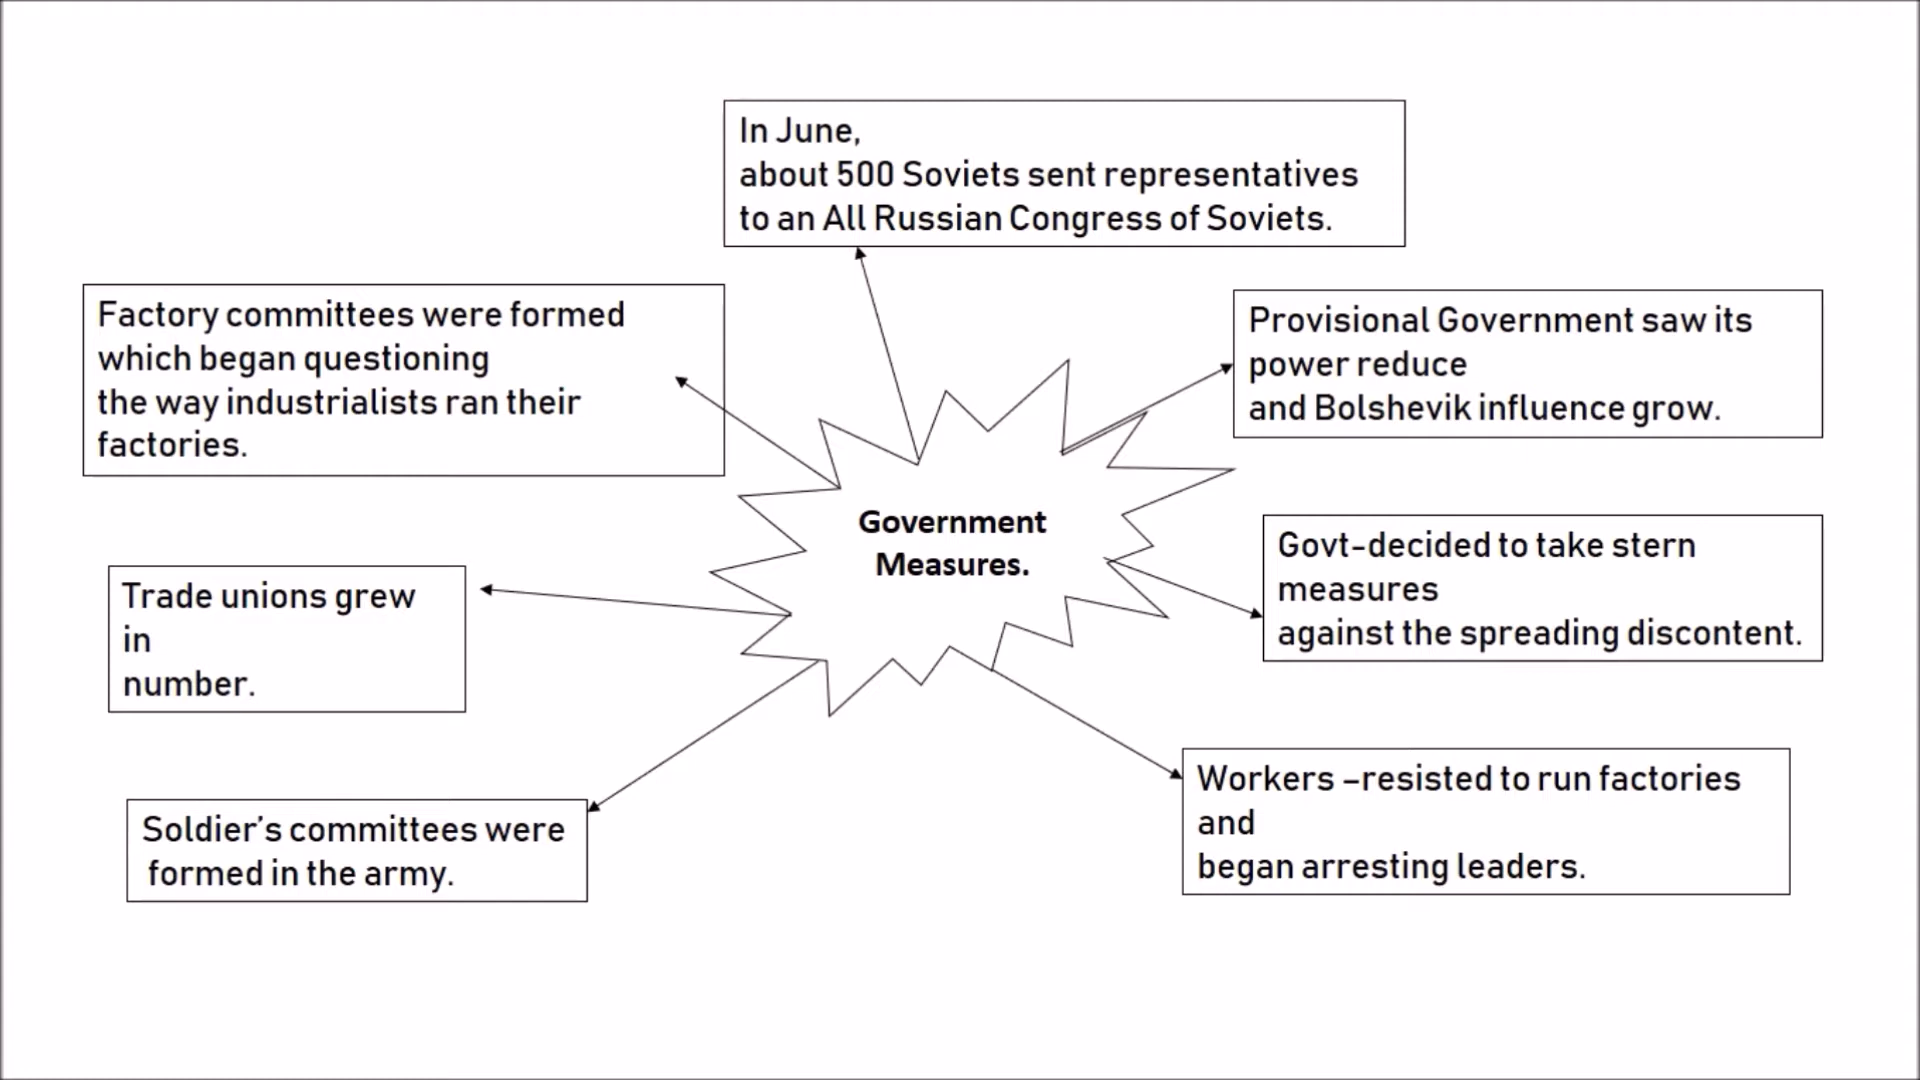 In June,
about 500 Soviets sent representatives
to an All Russian Congress of Soviets.
Factory committees were formed
which began questioning
the way industrialists ran their
factories.
Provisional Government saw its
power reduce
and Bolshevik influence grow.
Government
Measures.
Govt-decided to take stern
measures
against the spreading discontent.
Trade unions grew
in
number.
Workers –resisted to run factories
and
began arresting leaders.
Soldier's committees were
formed in the army.